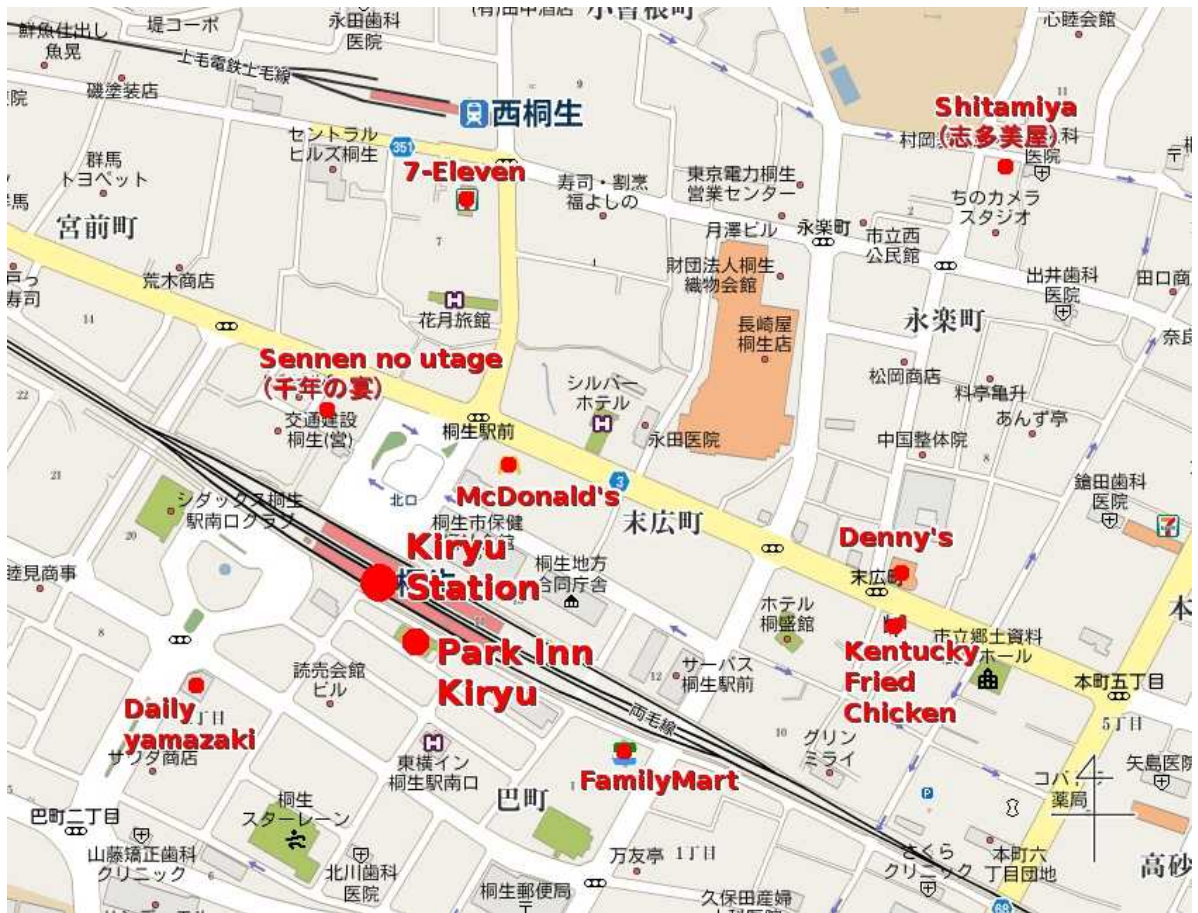 鮮魚仕出し
魚晃
堤コーポ
永田歯科
医院
小曽根町
心睦会館
上毛電鉄上毛線
磯塗装店
西桐生
9
11
Shitamiya
(志多美屋)
医院
セントラル
ヒルズ桐生
351
7-Eleven
群馬
トヨペット
寿司・割烹
福よしの
東京電力桐生
営業センター
ちのカメラ
スタジオ
宮前町
7
月澤ビル
永楽町
2
市立西
公民館
荒木商店
財団法人桐生
織物会館
出井歯科
医院
14
花月旅館
長崎屋
桐生店
永楽町
Sennen no utage
(千年の宴)
シルバー
ホテル
松岡商店
料亭亀升
あんず亭
22
交通建設
桐生(営)
桐生駅前
永田医院
中国整体院
8
21
McDonald's
3
鎧田歯科
医院
7
シダックス桐生
駅南口クラブ
北口
桐生市保健
末広町
Denny's
20
Kiryu
Station
桐生地方
合同庁舎
末広町
睦見商事
ホテル
桐盛館
8
Park Inn
Kiryu
市立郷土資料
ホール
Kentucky
Fried
Chicken
読売会館
ビル
12
サーパス
桐生駅前
本町五丁目
5丁目
Daily
yamazaki
サワダ商店
両毛線
10
グリン
ミライ
東横イン
桐生駅南口
FamilyMart
矢島医院
コバ
薬局
巴町
P
桐生
スターレーン
巴町二丁目
山藤矯正歯科
クリニック
6
北川歯科
医院
万友亭
1丁目
さくら
クリニック
本町六
丁目団地
高砂
桐生郵便局
久保田産婦
68